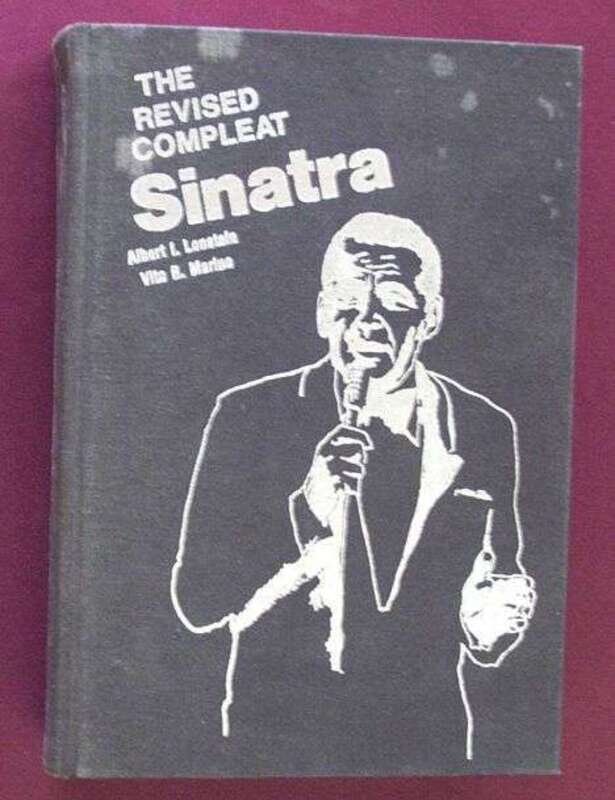 THE
REVISED
COMPLEAT
Sinatra
Albert I. Lonstein
Vito R. Marino